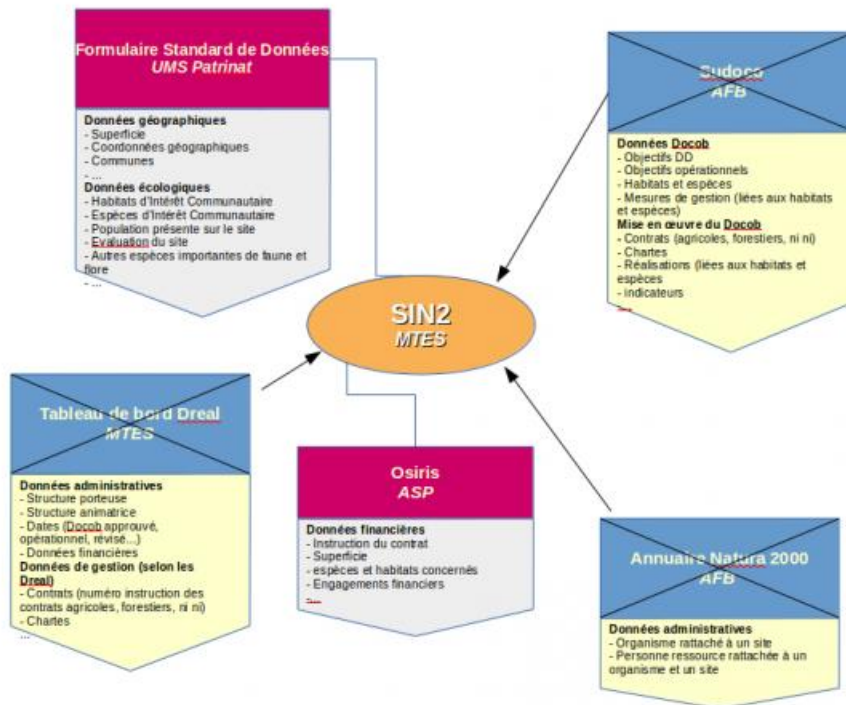 Formulaire Standard de Données
UMS Patrinat
Données géographiques
- Superficie
- Coordonnées géographiques
- Communes
- ...
Données écologiques
- Habitats d'Intérêt Communautaire
- Espèces d'Intérêt Communautaire
- Population présente sur le site
- Evaluation du site
- Autres espèces importantes de faune et
flore
- ...
Sudoco
AFB
Données Docob
- Objectifs DD
- Objectifs opérationnels
- Habitats et espèces
- Mesures de gestion (liées aux habitats
et espèces)
Mise en œuvre du Docob
- Contrats (agricoles, forestiers, ni ni)
- Chartes
- Réalisations (liées aux habitats et
espèces
- indicateurs
-...
SIN2
MTES
Tableau de bord Dreal
MTES
Données administratives
- Structure porteuse
- Structure animatrice
- Dates (Docob approuvé,
opérationnel, révisé...)
- Données financières
Données de gestion (selon les
Dreal)
- Contrats (numéro instruction des
contrats agricoles, forestiers, ni ni)
- Chartes
...
Osiris
ASP
Données financières
- Instruction du contrat
- Superficie
- espèces et habitats concernés
- Engagements financiers
-...
Annuaire Natura 2000
AFB
Données administratives
- Organisme rattaché à un site
- Personne ressource rattachée à un
organisme et un site